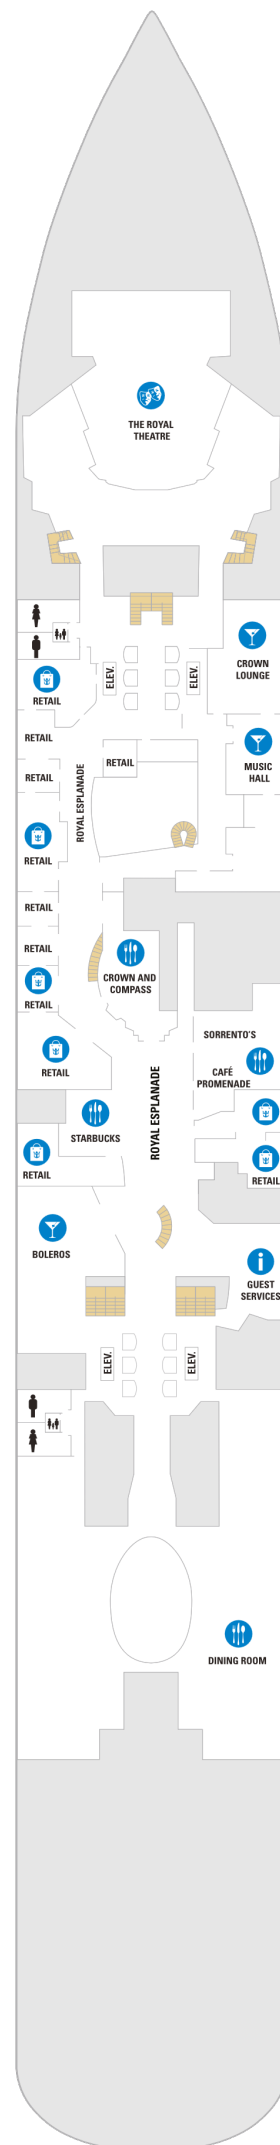 THE ROYAL
THEATRE
ELEV.
ELEV.
CROWN
LOUNGE
RETAIL
RETAIL
MUSIC
HALL
RETAIL
RETAIL
ROYAL ESPLANADE
RETAIL
RETAIL
RETAIL
CROWN AND
COMPASS
RETAIL
SORRENTO'S
RETAIL
CAFÉ
PROMENADE
ROYAL ESPLANADE
STARBUCKS
RETAIL
RETAIL
BOLEROS
GUEST
SERVICES
ELEV.
ELEV.
DINING ROOM